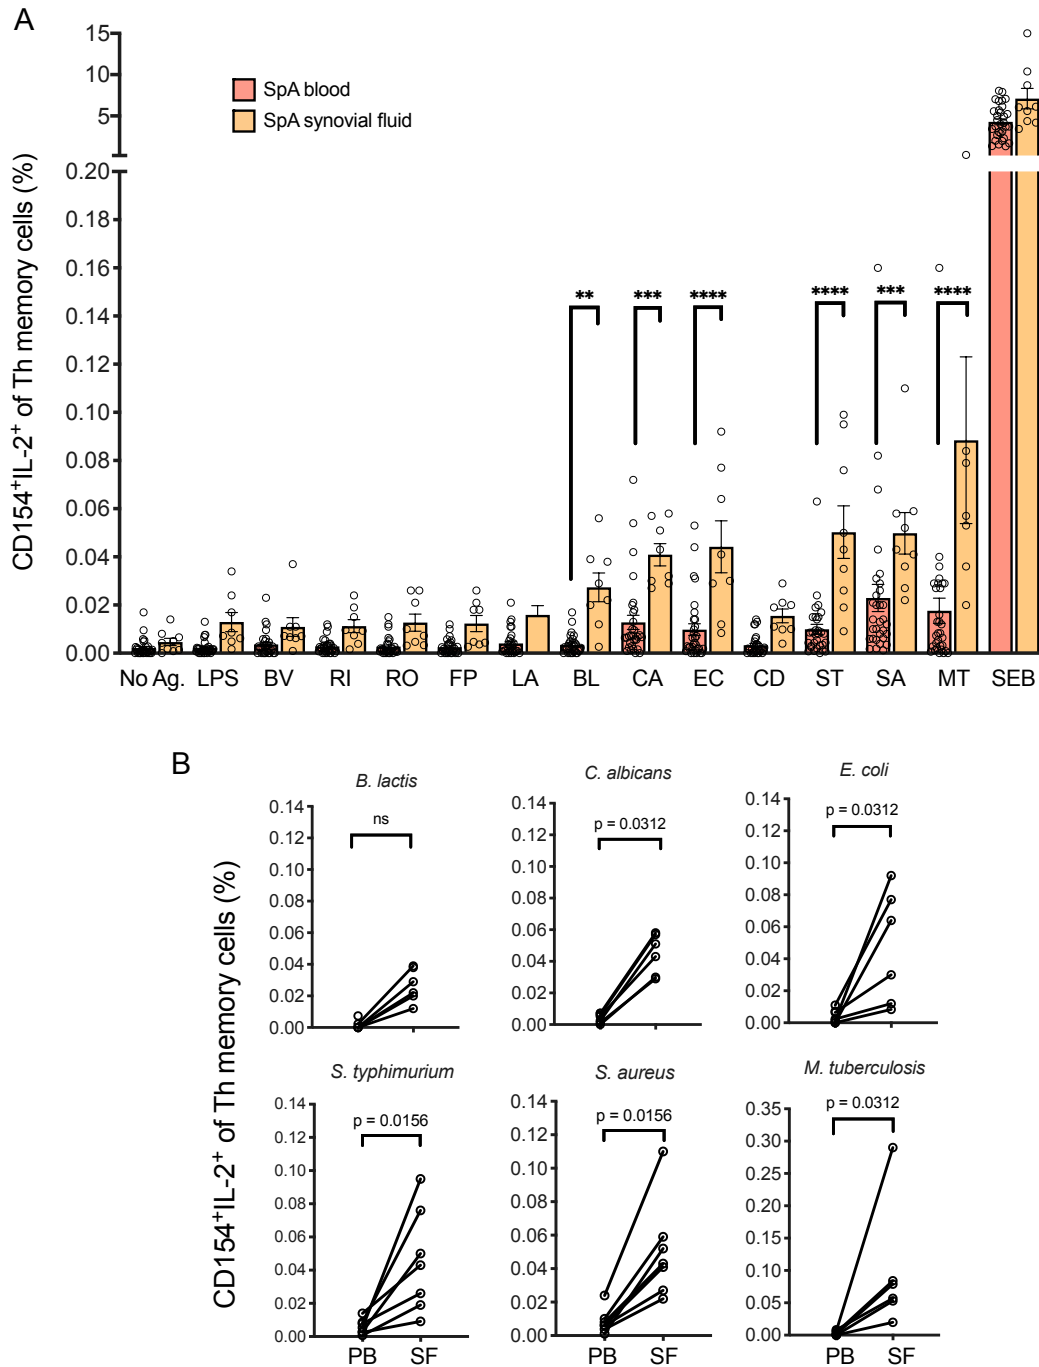 A
CD154+IL-2+ of Th memory cells (%)
15
10
5
0.20
0.18
0.16
0.14
0.12
0.10
0.08
0.06
0.04
0.02
0.00
SpA blood
SpA synovial fluid
** *** **** **** *** ****
No Ag. LPS BV RI RO FP LA BL CA EC CD ST SA MT SEB
B
CD154+IL-2+ of Th memory cells (%)
B. lactis
ns
0.14
0.12
0.10
0.08
0.06
0.04
0.02
0.00
C. albicans
p = 0.0312
0.14
0.12
0.10
0.08
0.06
0.04
0.02
0.00
E. coli
p = 0.0312
0.14
0.12
0.10
0.08
0.06
0.04
0.02
0.00
S. typhimurium
p = 0.0156
0.14
0.12
0.10
0.08
0.06
0.04
0.02
0.00
PB SF
S. aureus
p = 0.0156
0.14
0.12
0.10
0.08
0.06
0.04
0.02
0.00
PB SF
M. tuberculosis
p = 0.0312
0.35
0.30
0.25
0.20
0.15
0.10
0.05
0.00
PB SF